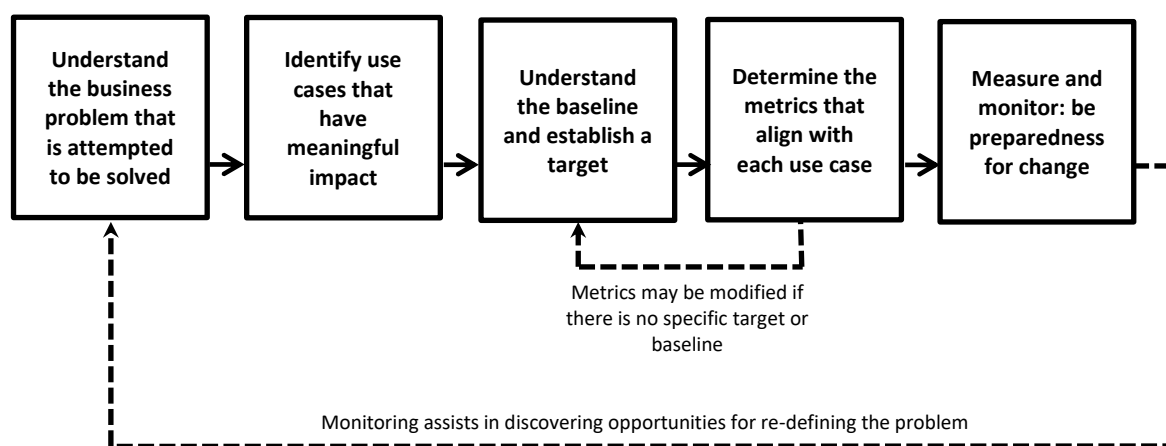 Understand
the business
problem that
is attempted
to be solved
Identify use
cases that
have
meaningful
impact
Understand
the baseline
and establish a
target
Determine the
metrics that
align with
each use case
Measure and
monitor: be
preparedness
for change
Metrics may be modified if
there is no specific target or
baseline
Monitoring assists in discovering opportunities for re-defining the problem